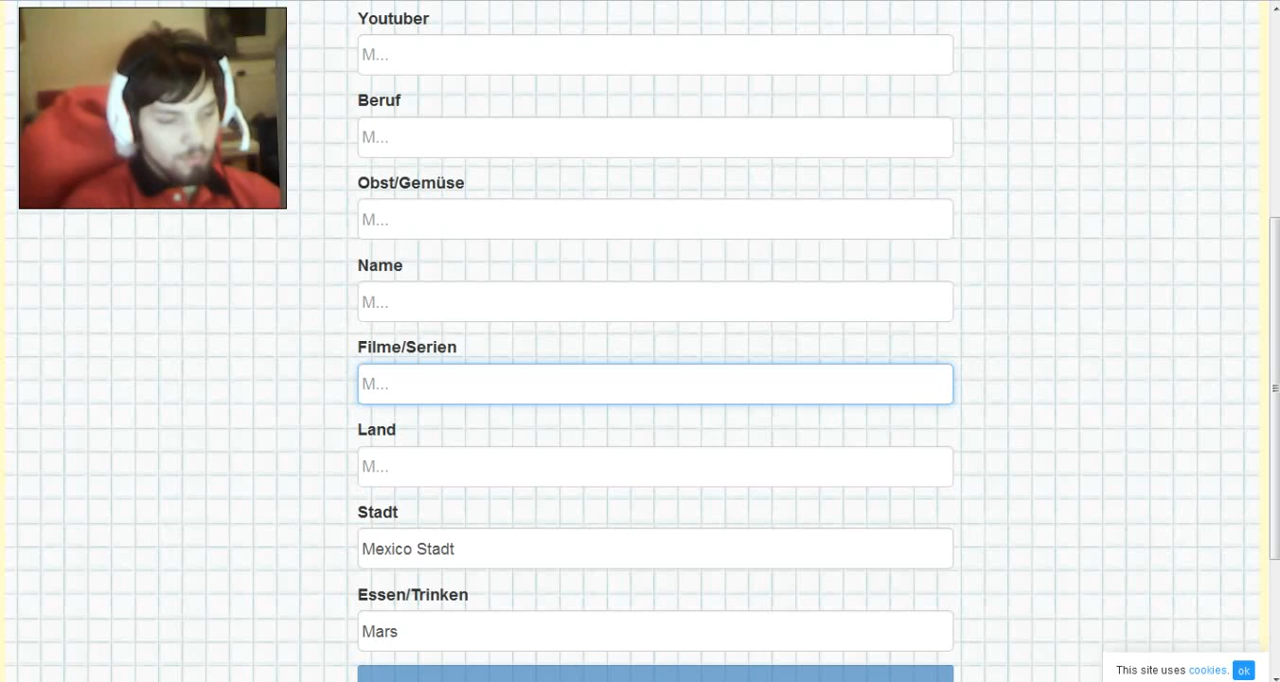 Youtuber
M...
Beruf
M...
Obst/Gemüse
M...
Name
M...
Filme/Serien
M...
Land
M...
Stadt
Mexico Stadt
Essen/Trinken
Mars
This site uses cookies. ok